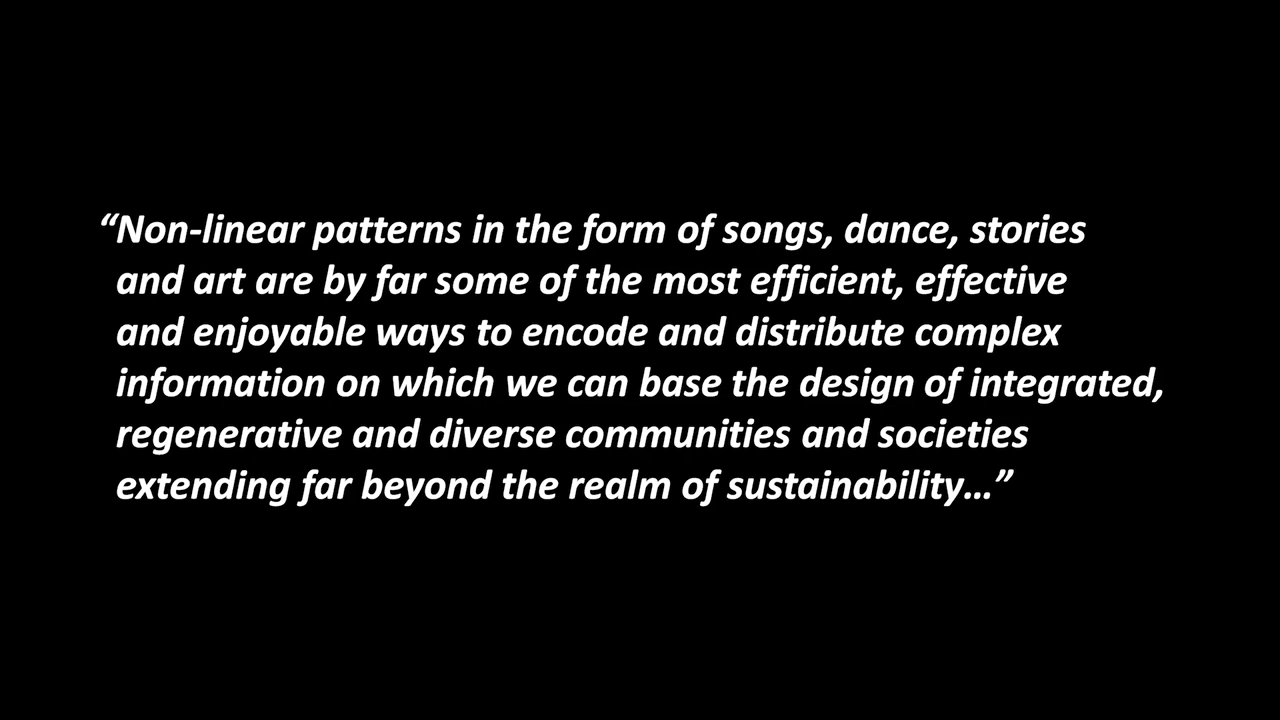 “Non-linear patterns in the form of songs, dance, stories
and art are by far some of the most efficient, effective
and enjoyable ways to encode and distribute complex
information on which we can base the design of integrated,
regenerative and diverse communities and societies
extending far beyond the realm of sustainability…”